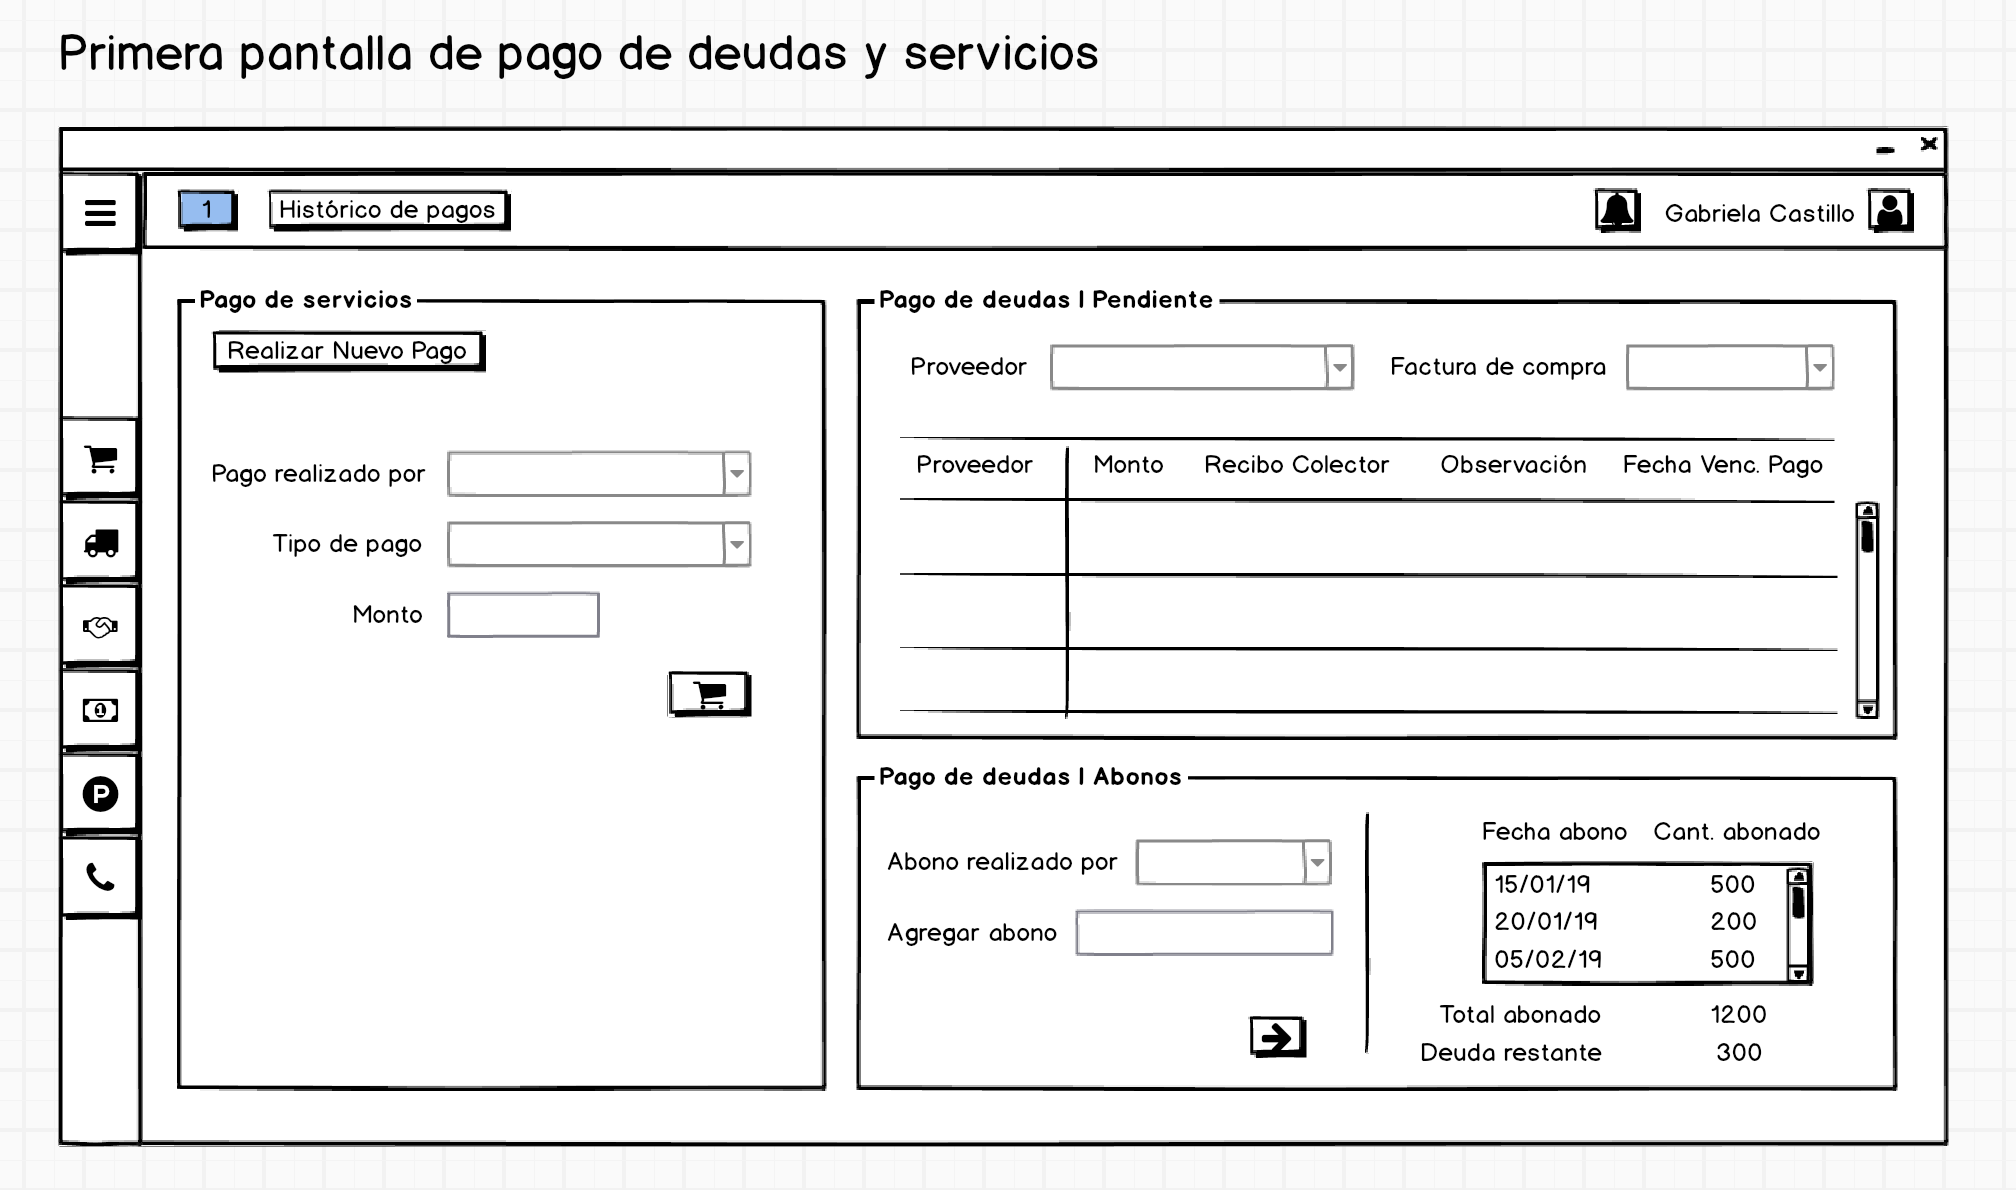 Primera pantalla de pago de deudas y servicios
1 Histórico de pagos Gabriela Castillo
Pago de servicios
Realizar Nuevo Pago
Pago realizado por
Tipo de pago
Monto
Pago de deudas | Pendiente
Proveedor Factura de compra
Proveedor Monto Recibo Colector Observación Fecha Venc. Pago
P
Pago de deudas | Abonos
Abono realizado por
Agregar abono
Fecha abono Cant. abonado
15/01/19 500
20/01/19 200
05/02/19 500
Total abonado 1200
Deuda restante 300